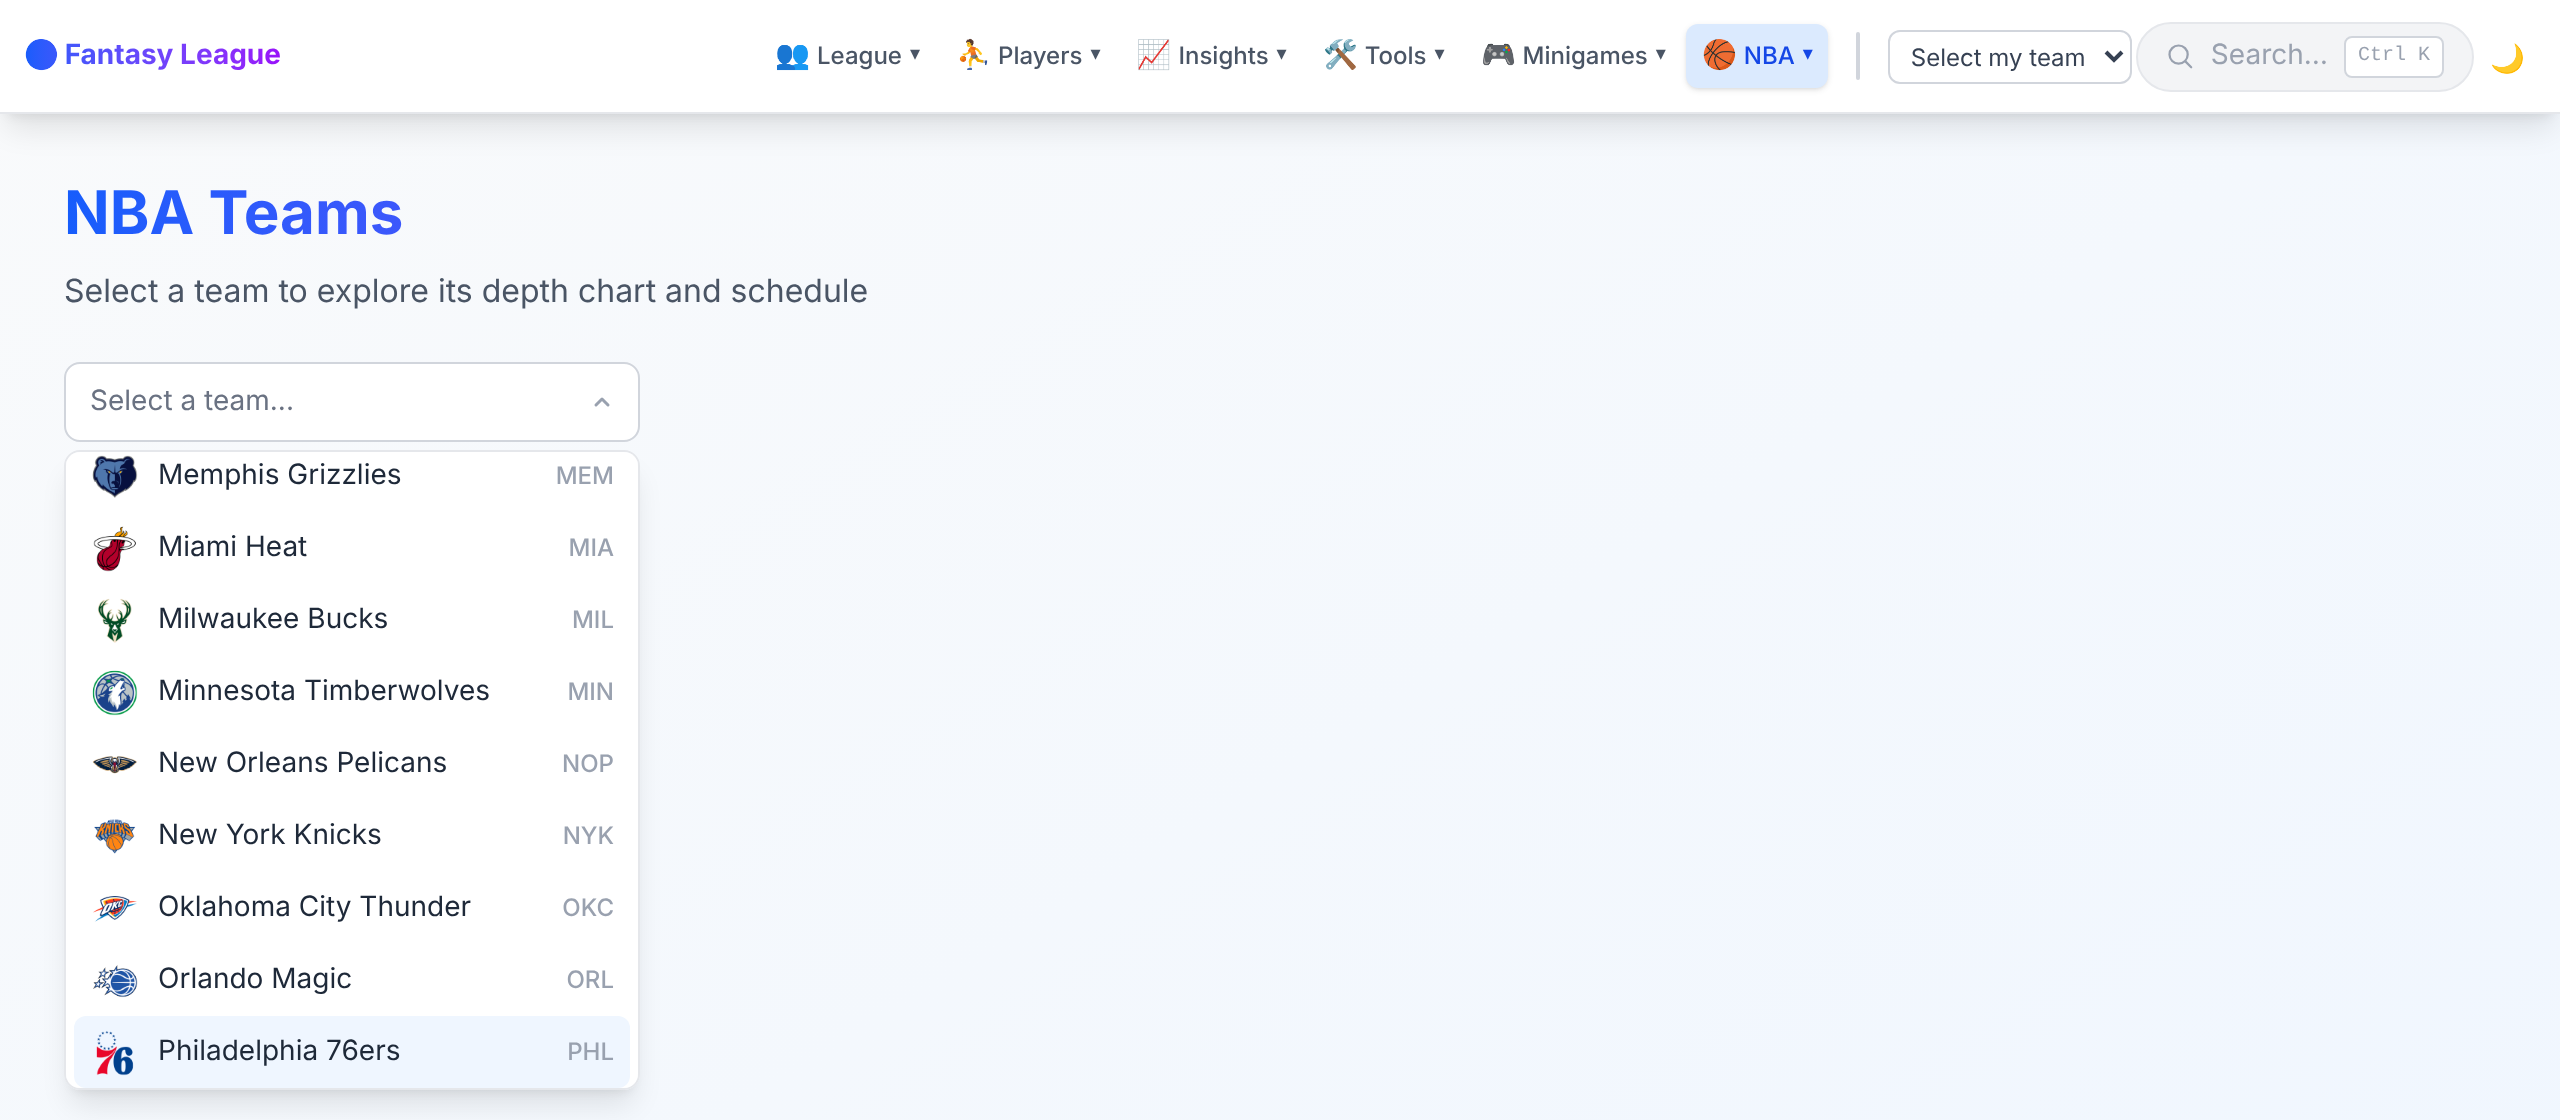 Fantasy League
League ▾
Players ▾
Insights ▾
Tools ▾
Minigames ▾
NBA ▾
Select my team
Search...
Ctrl K
NBA Teams
Select a team to explore its depth chart and schedule
Select a team...
Memphis Grizzlies MEM
Miami Heat MIA
Milwaukee Bucks MIL
Minnesota Timberwolves MIN
New Orleans Pelicans NOP
New York Knicks NYK
Oklahoma City Thunder OKC
Orlando Magic ORL
Philadelphia 76ers PHL